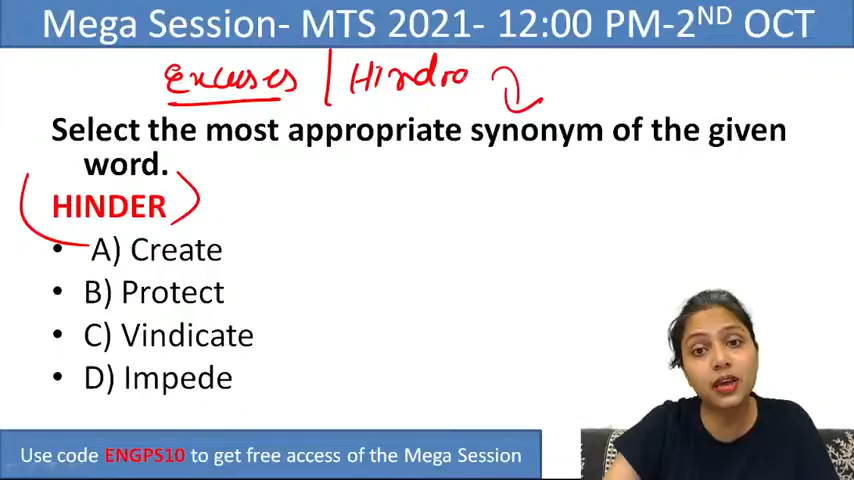 Mega Session- MTS 2021- 12:00 PM-2ND OCT
Excuses | Hindra
Select the most appropriate synonym of the given
word.
HINDER
• A) Create
• B) Protect
• C) Vindicate
• D) Impede
Use code ENGPS10 to get free access of the Mega Session